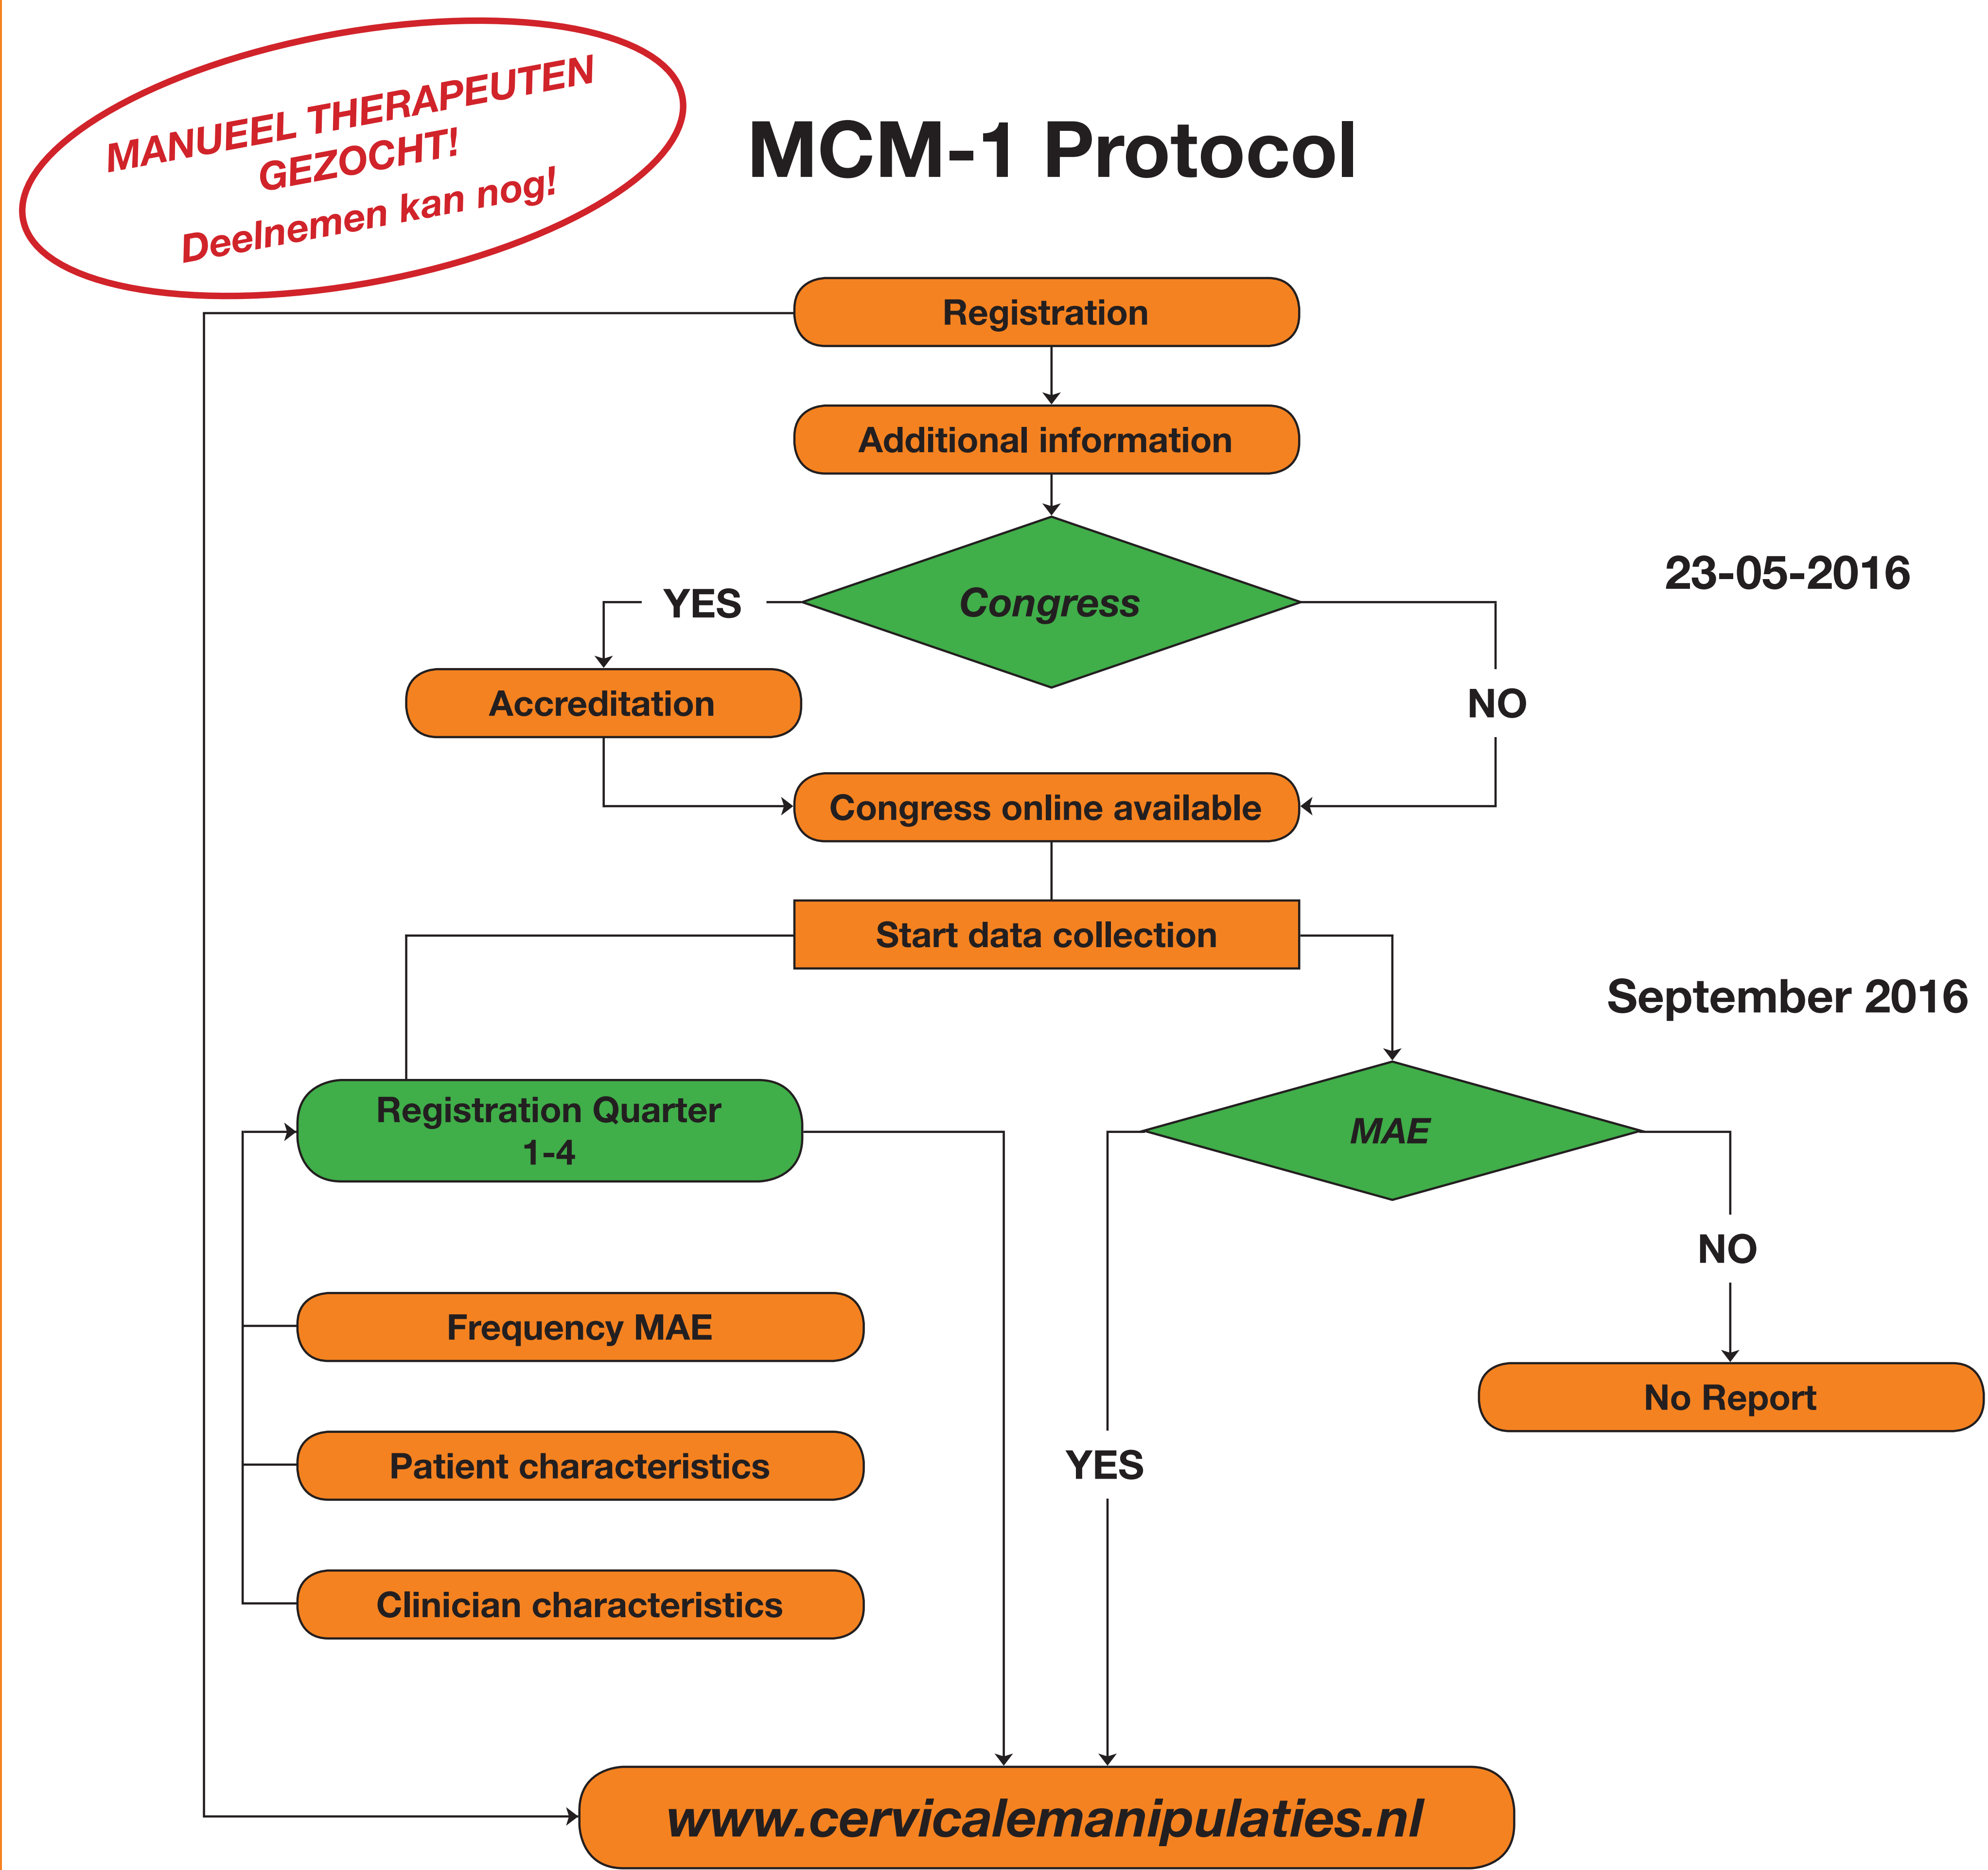 MANUEEL THERAPEUTEN
GEZOCHT!
Deelnemen kan nog!
MCM-1 Protocol
Registration
Additional information
Congress
23-05-2016
YES
NO
Accreditation
Congress online available
Start data collection
September 2016
Registration Quarter
1-4
MAE
NO
Frequency MAE
No Report
Patient characteristics
YES
Clinician characteristics
www.cervicalemanipulaties.nl